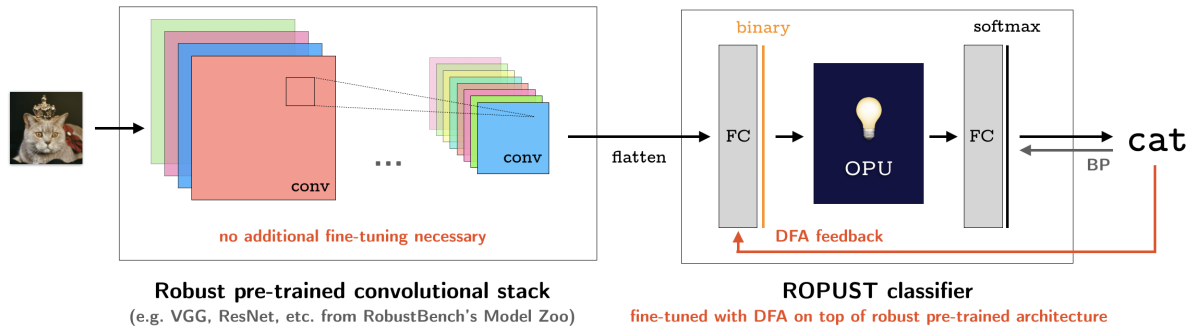 conv
...
conv
no additional fine-tuning necessary
Robust pre-trained convolutional stack
(e.g. VGG, ResNet, etc. from RobustBench's Model Zoo)
flatten
binary
softmax
FC
OPU
FC
DFA feedback
BP
cat
ROPUST classifier
fine-tuned with DFA on top of robust pre-trained architecture